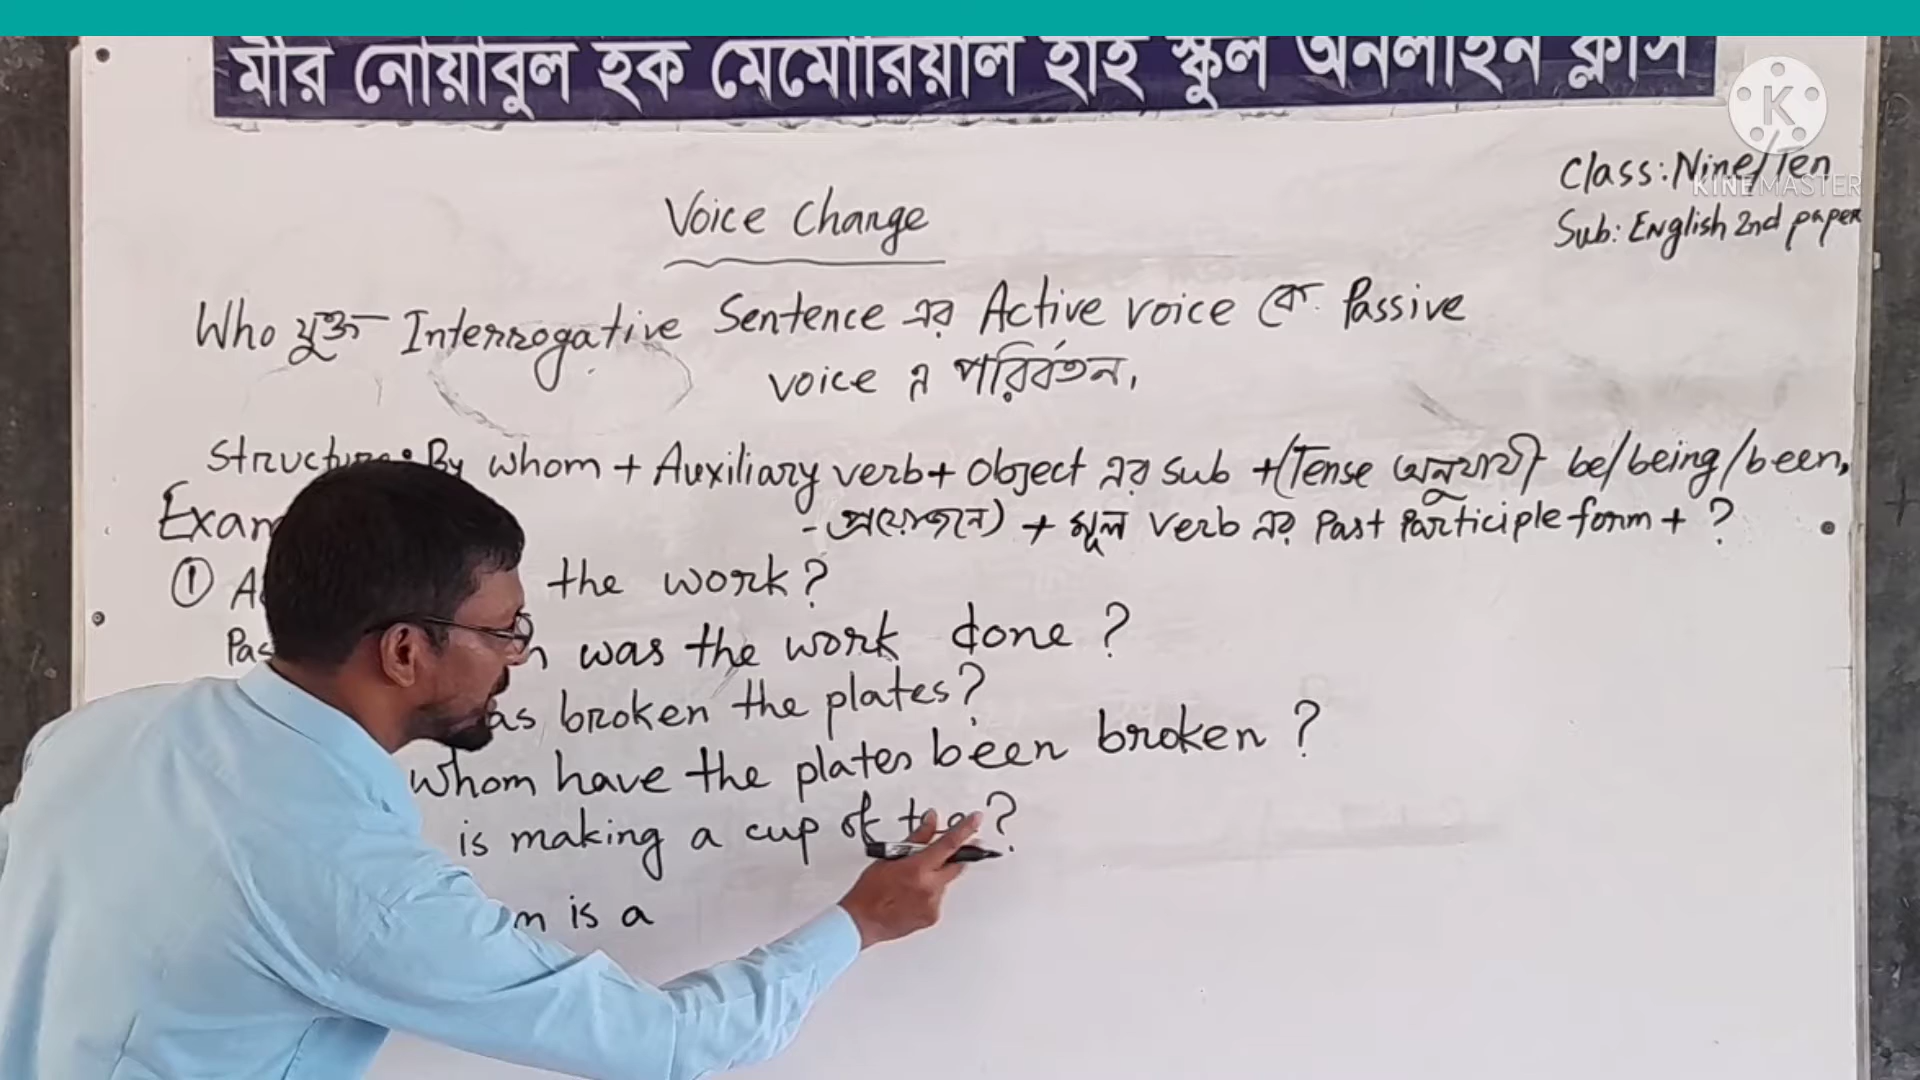 মীর নোয়াবুল হক মেমোরিয়াল হাই স্কুল অনলাইন ক্লাস
K
KINEMASTER
Class: Nine/Ten
Sub: English 2nd paper
Voice Change
Who যুক্ত Interrogative Sentence এর Active voice কে Passive
voice এ পরিবর্তন।
Structure: By whom + Auxiliary verb + Object এর sub + (Tense অনুযায়ী be/being/been,
- প্রয়োজনে) + মূল verb এর Past Participle form + ?
Exam
① A the work?
Pas was the work done?
as broken the plates?
whom have the plates been broken?
is making a cup of tea?
m is a